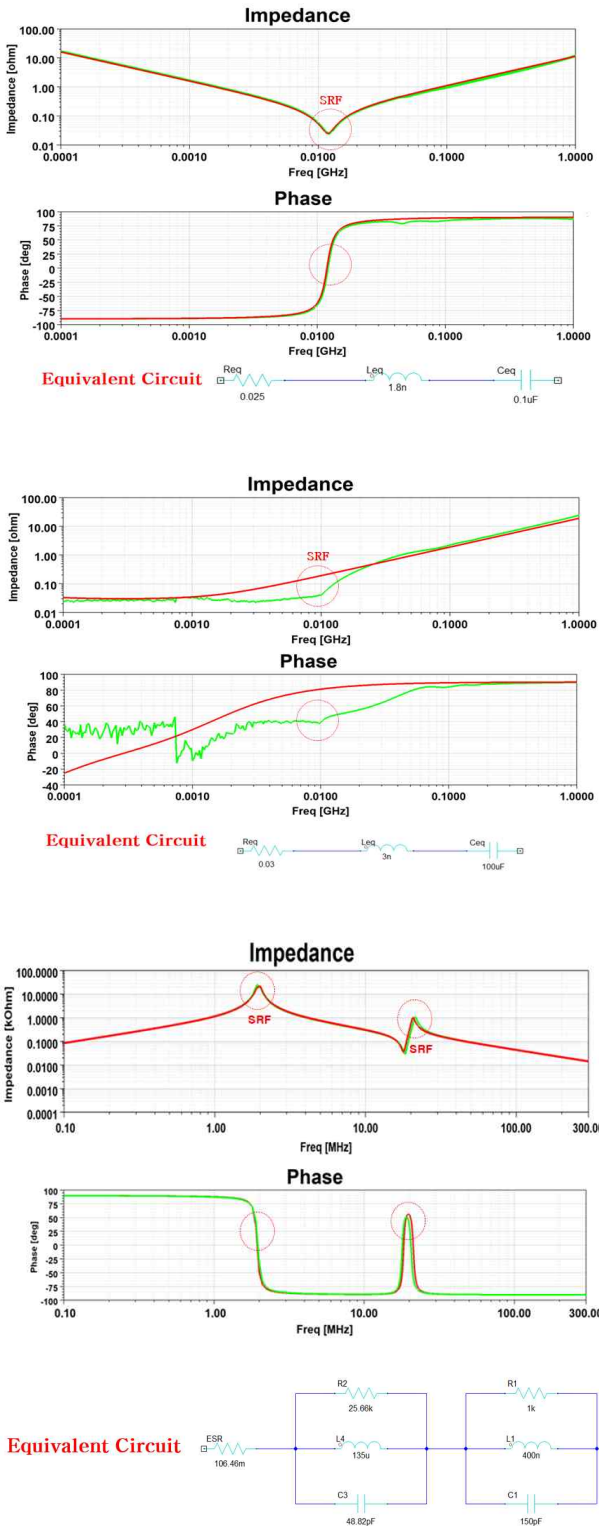 Impedance
100.00
10.00
1.00
0.10
0.01
Impedance [ohm]
SRF
0.0001
0.0010
0.0100
0.1000
1.0000
Freq [GHz]
Phase
100
75
50
25
0
-25
-50
-75
-100
Phase [deg]
0.0001
0.0010
0.0100
0.1000
1.0000
Freq [GHz]
Equivalent Circuit
Req
0.025
Leq
1.8n
Ceq
0.1uF
Impedance
100.00
10.00
1.00
0.10
0.01
Impedance [ohm]
SRF
0.0001
0.0010
0.0100
0.1000
1.0000
Freq [GHz]
Phase
100
80
60
40
20
0
-20
-40
Phase [deg]
0.0001
0.0010
0.0100
0.1000
1.0000
Freq [GHz]
Equivalent Circuit
Req
0.03
Leq
3n
Ceq
100uF
Impedance
100.0000
10.0000
1.0000
0.1000
0.0100
0.0010
0.0001
Impedance [kOhm]
SRF
SRF
0.10
1.00
10.00
100.00
300.00
Freq [MHz]
Phase
100
75
50
25
0
-25
-50
-75
-100
Phase [deg]
0.10
1.00
10.00
100.00
300.00
Freq [MHz]
Equivalent Circuit
ESR
106.46m
R2
25.66k
L4
135u
C3
48.82pF
R1
1k
L1
400n
C1
150pF